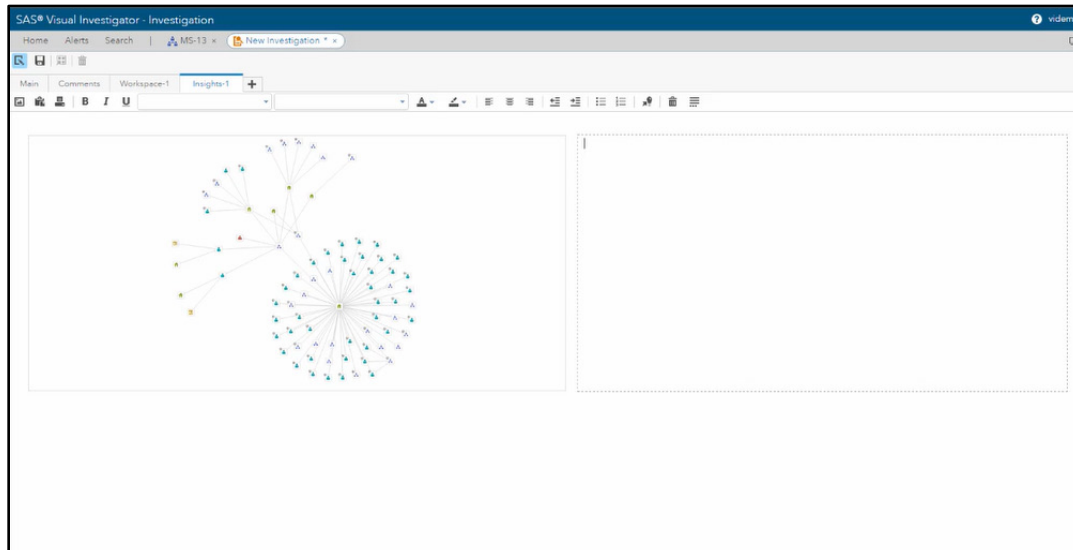 SAS® Visual Investigator - Investigation
videm
Home Alerts Search | MS-13 × New Investigation * ×
Main Comments Workspace-1 Insights-1 +
B I U A